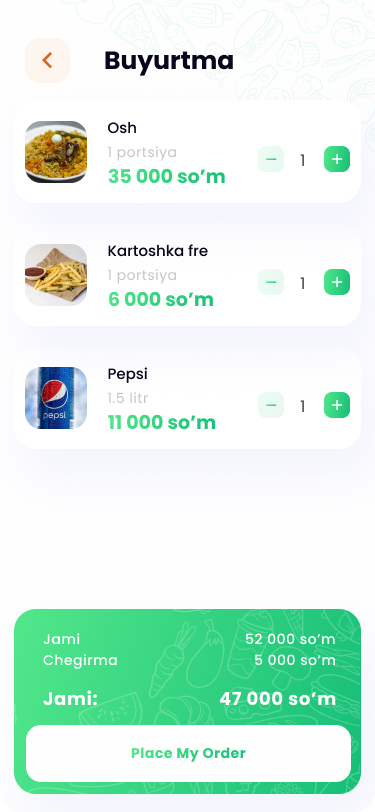 Buyurtma
Osh
1 portsiya
35 000 so’m
1
Kartoshka fre
1 portsiya
6 000 so’m
1
Pepsi
1.5 litr
11 000 so’m
1
pepsi
Jami 52 000 so’m
Chegirma 5 000 so’m
Jami: 47 000 so’m
Place My Order